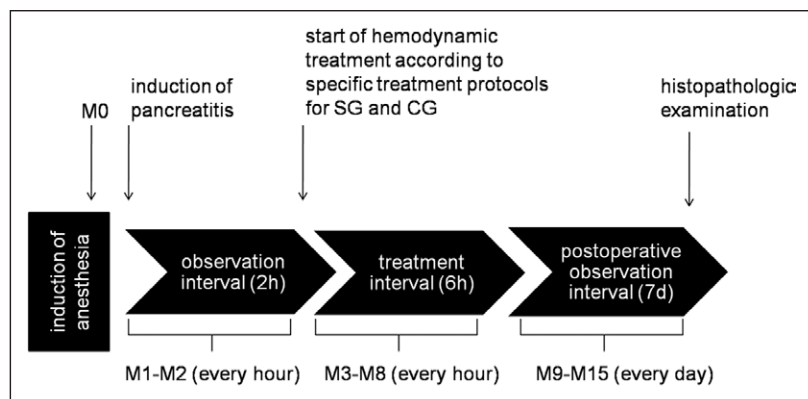 start of hemodynamic
treatment according to
specific treatment protocols
for SG and CG
induction of
pancreatitis
histopathologic
examination
M0
induction of
anesthesia
observation
interval (2h)
treatment
interval (6h)
postoperative
observation
interval (7d)
M1-M2 (every hour)
M3-M8 (every hour)
M9-M15 (every day)